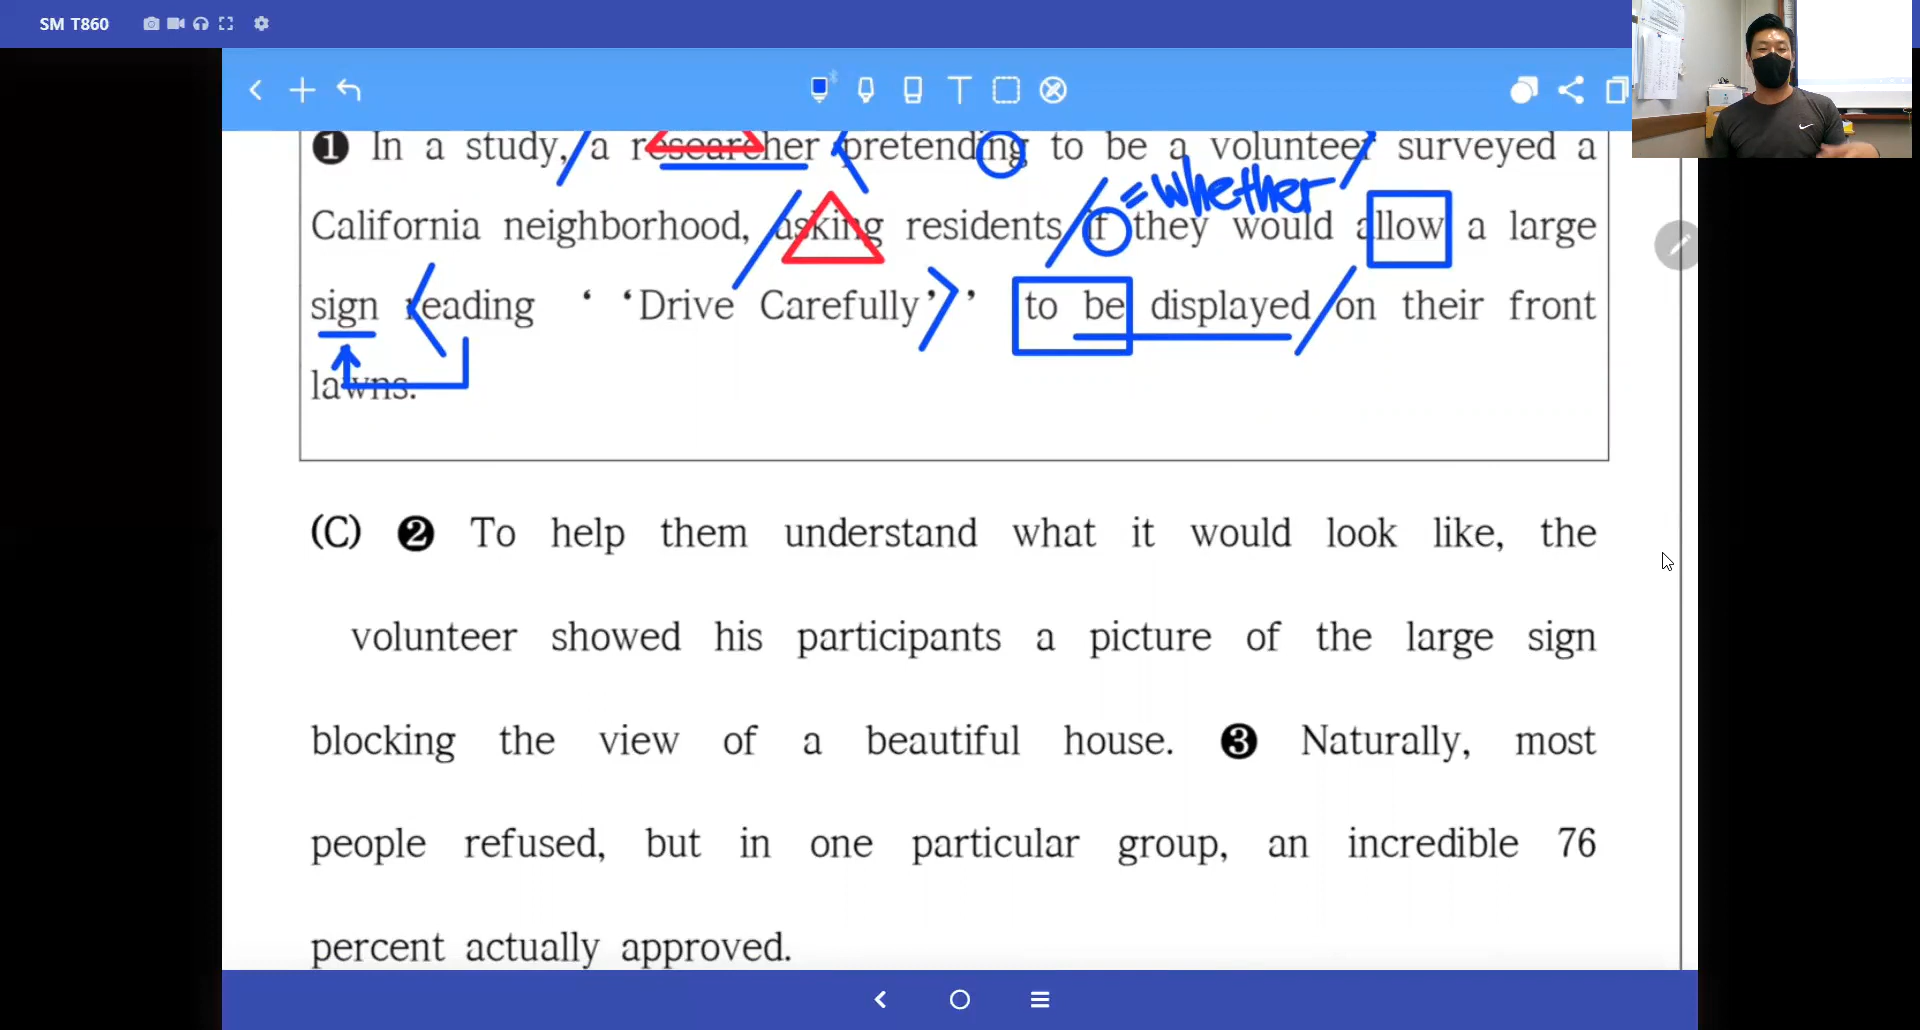 SM T860
❶ In a study, a researcher pretending to be a volunteer surveyed a
= whether
California neighborhood, asking residents if they would allow a large
sign reading ‘ ‘Drive Carefully’ ’ to be displayed on their front
lawns.
(C) ❷ To help them understand what it would look like, the
volunteer showed his participants a picture of the large sign
blocking the view of a beautiful house. ❸ Naturally, most
people refused, but in one particular group, an incredible 76
percent actually approved.